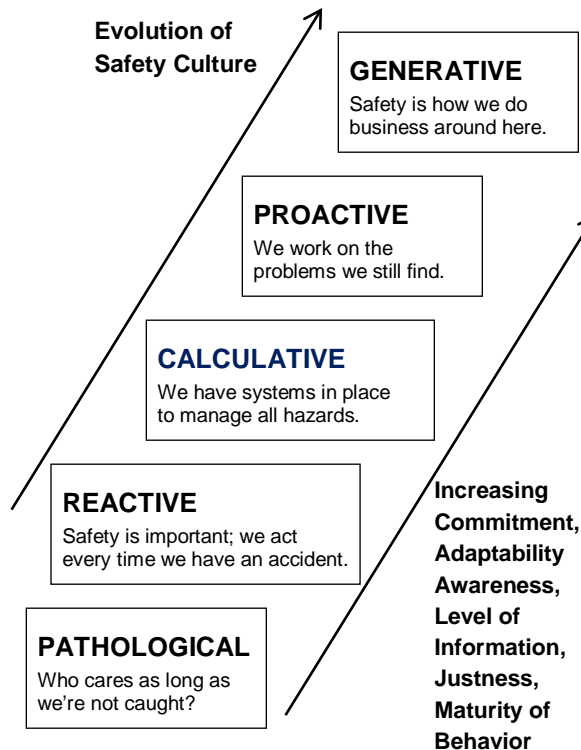 Evolution of
Safety Culture
GENERATIVE
Safety is how we do
business around here.
PROACTIVE
We work on the
problems we still find.
CALCULATIVE
We have systems in place
to manage all hazards.
REACTIVE
Safety is important; we act
every time we have an accident.
PATHOLOGICAL
Who cares as long as
we’re not caught?
Increasing
Commitment,
Adaptability
Awareness,
Level of
Information,
Justness,
Maturity of
Behavior